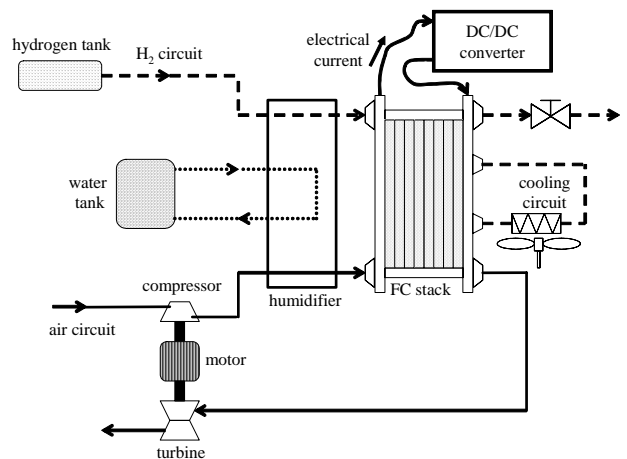 hydrogen tank
H2 circuit
electrical
current
DC/DC
converter
water
tank
cooling
circuit
compressor
humidifier
FC stack
air circuit
motor
turbine